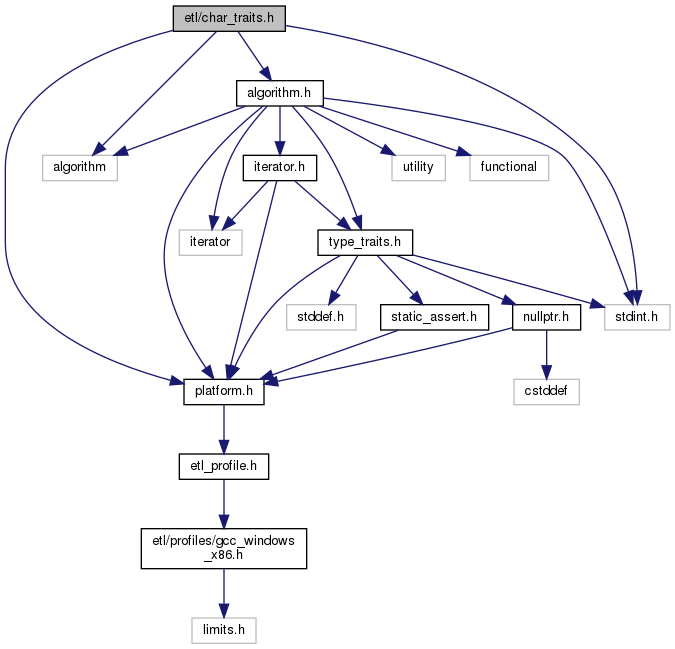 etl/char_traits.h
algorithm.h
algorithm
iterator.h
utility
functional
iterator
type_traits.h
stddef.h
static_assert.h
nullptr.h
stdint.h
platform.h
cstddef
etl_profile.h
etl/profiles/gcc_windows
_x86.h
limits.h